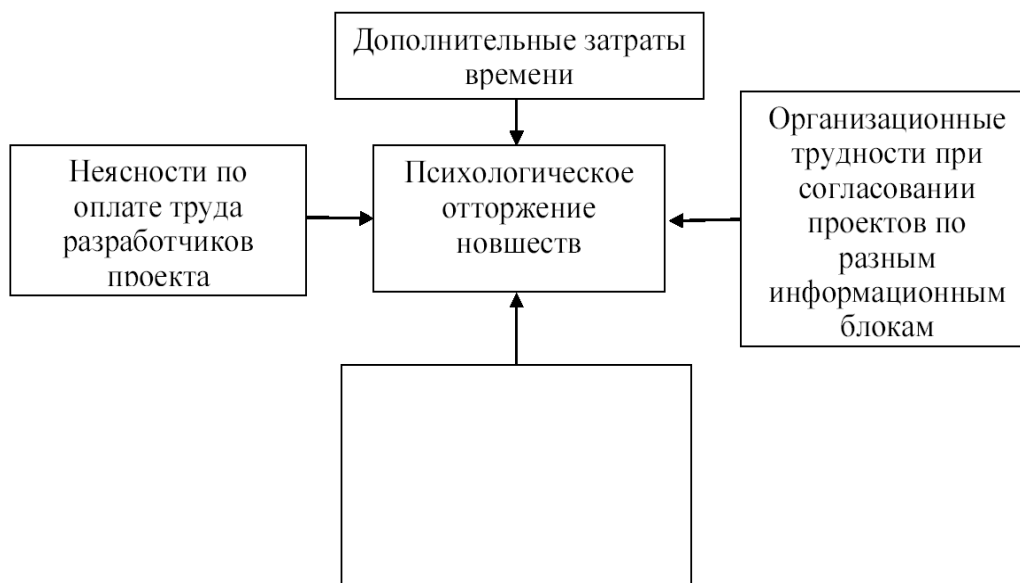 Дополнительные затраты
времени
Неясности по
оплате труда
разработчиков
проекта
Психологическое
отторжение
новшеств
Организационные
трудности при
согласовании
проектов по
разным
информационным
блокам